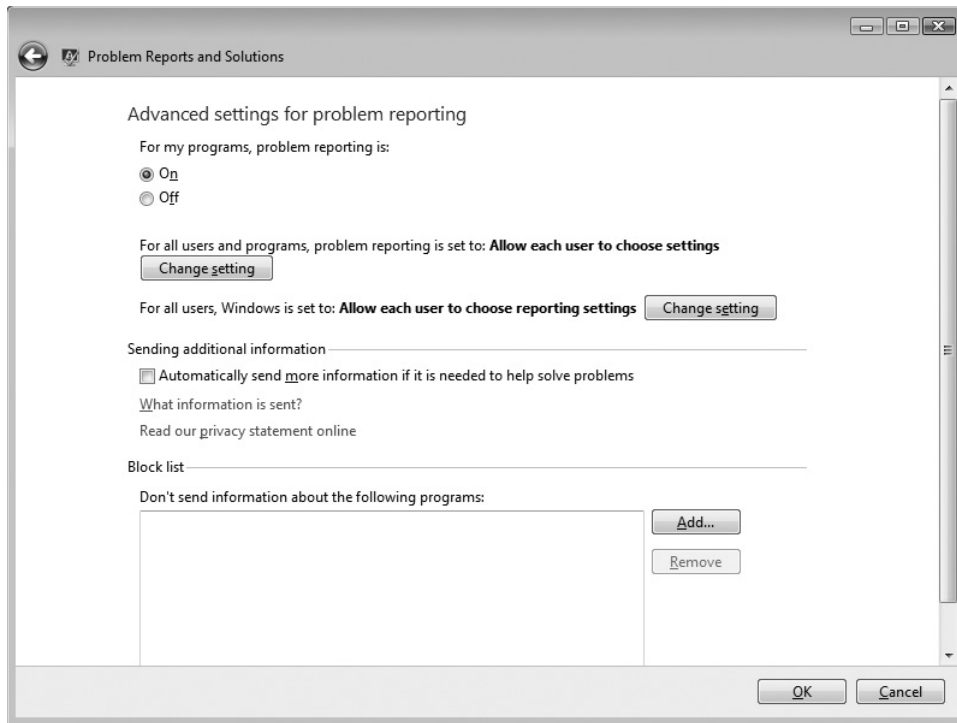 Problem Reports and Solutions
Advanced settings for problem reporting
For my programs, problem reporting is:
On
Off
For all users and programs, problem reporting is set to: Allow each user to choose settings
Change setting
For all users, Windows is set to: Allow each user to choose reporting settings Change setting
Sending additional information
Automatically send more information if it is needed to help solve problems
What information is sent?
Read our privacy statement online
Block list
Don't send information about the following programs:
Add...
Remove
OK Cancel